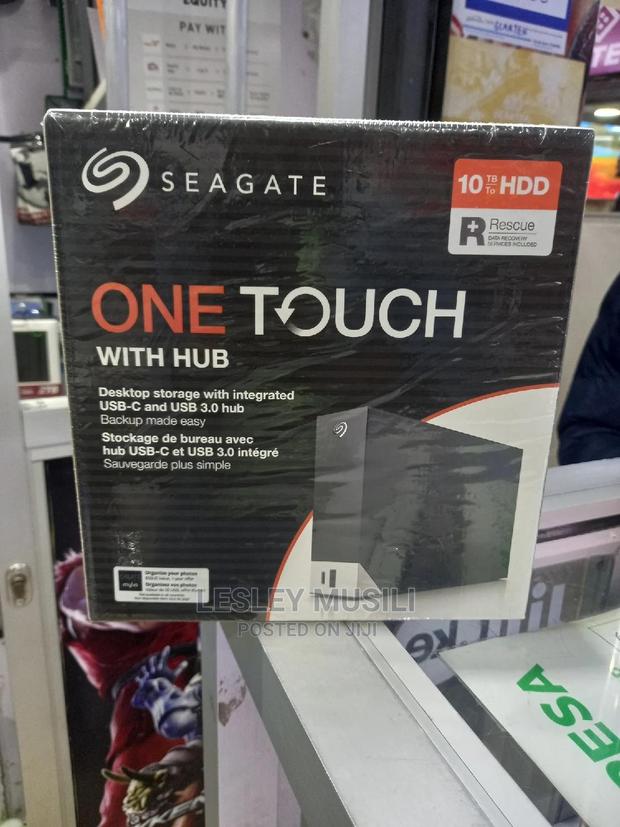 EQUITY
PAY WIT
SEAGATE
10 TB To HDD
Rescue
DATA RECOVERY
SERVICES INCLUDED
ONE TOUCH
WITH HUB
Desktop storage with integrated
USB-C and USB 3.0 hub
Backup made easy
Stockage de bureau avec
hub USB-C et USB 3.0 intégré
Sauvegarde plus simple
mylio
Organize your photos
Organisez vos photos
LESLEY MUSILI
POSTED ON JIJI
PESA